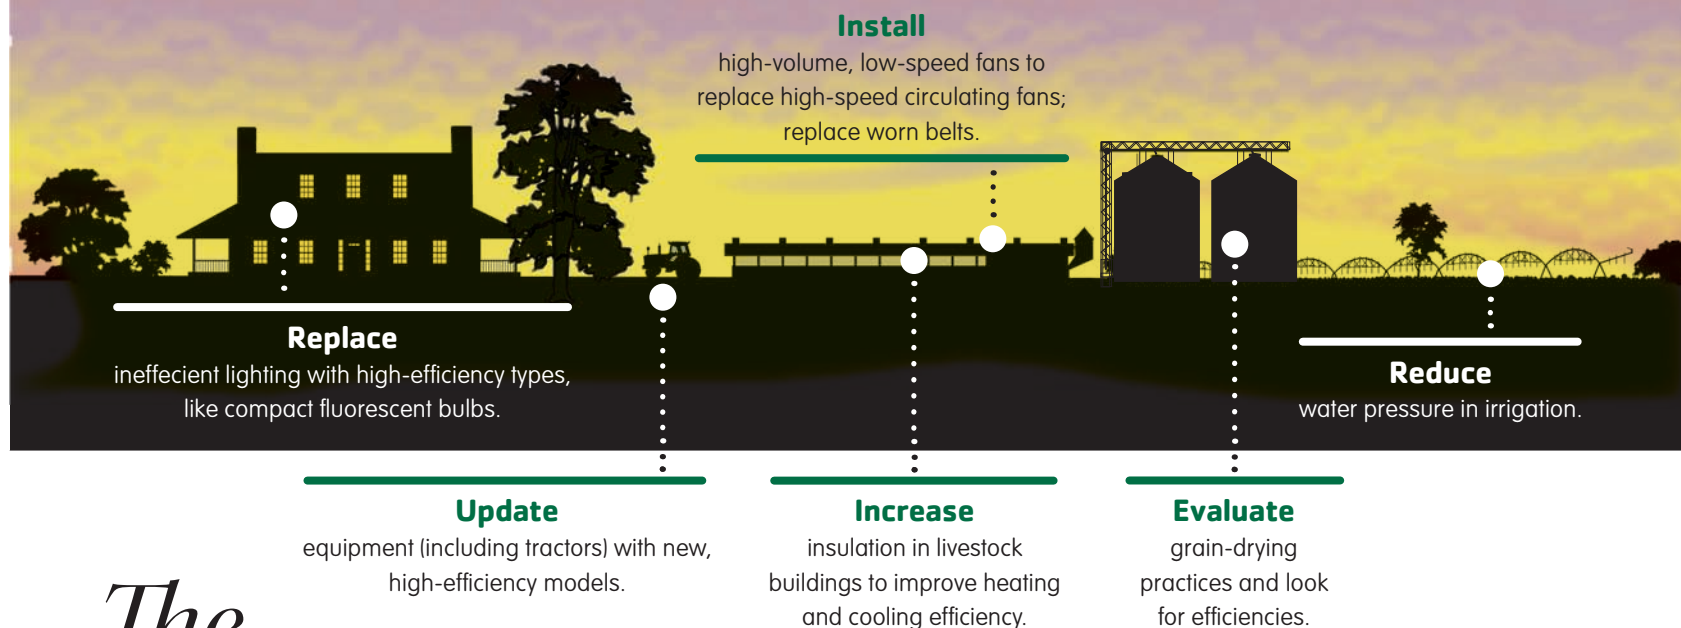 Install
high-volume, low-speed fans to
replace high-speed circulating fans;
replace worn belts.
Replace
ineffecient lighting with high-efficiency types,
like compact fluorescent bulbs.
Reduce
water pressure in irrigation.
Update
equipment (including tractors) with new,
high-efficiency models.
Increase
insulation in livestock
buildings to improve heating
and cooling efficiency.
Evaluate
grain-drying
practices and look
for efficiencies.
The